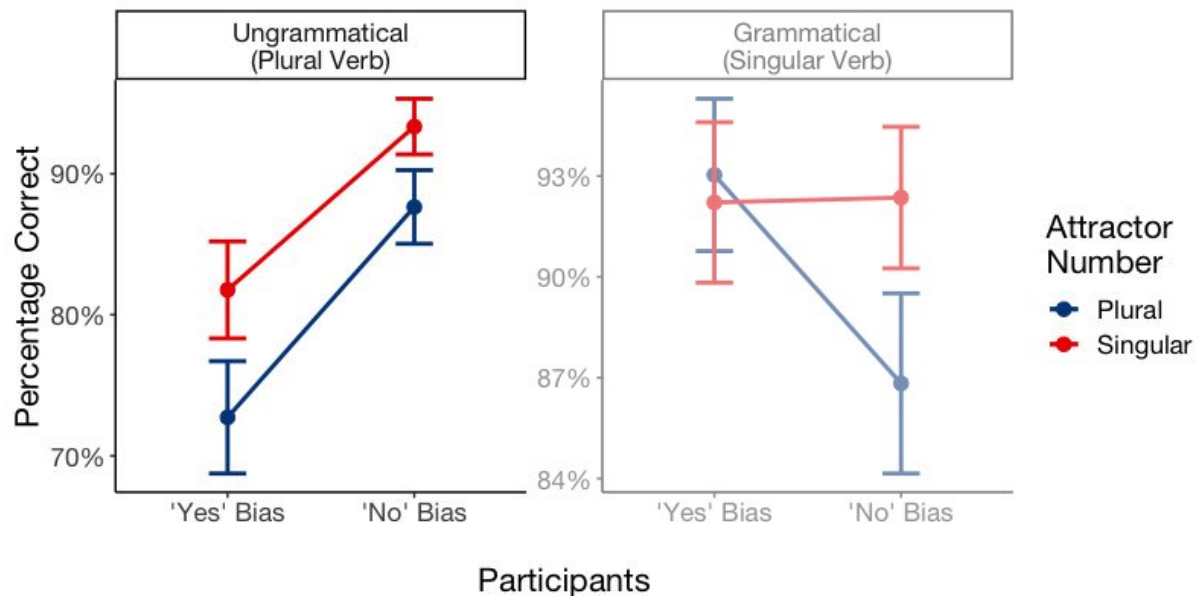 Ungrammatical
(Plural Verb)
Grammatical
(Singular Verb)
Percentage Correct
90%
80%
70%
93%
90%
87%
84%
'Yes' Bias
'No' Bias
'Yes' Bias
'No' Bias
Participants
Attractor
Number
Plural
Singular